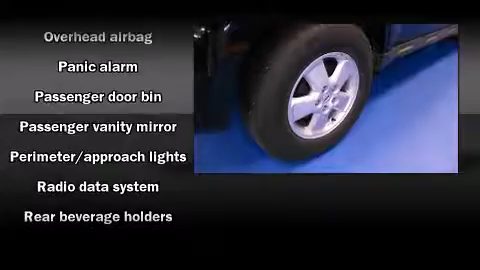 Overhead airbag
Panic alarm
Passenger door bin
Passenger vanity mirror
Perimeter/approach lights
Radio data system
Rear beverage holders